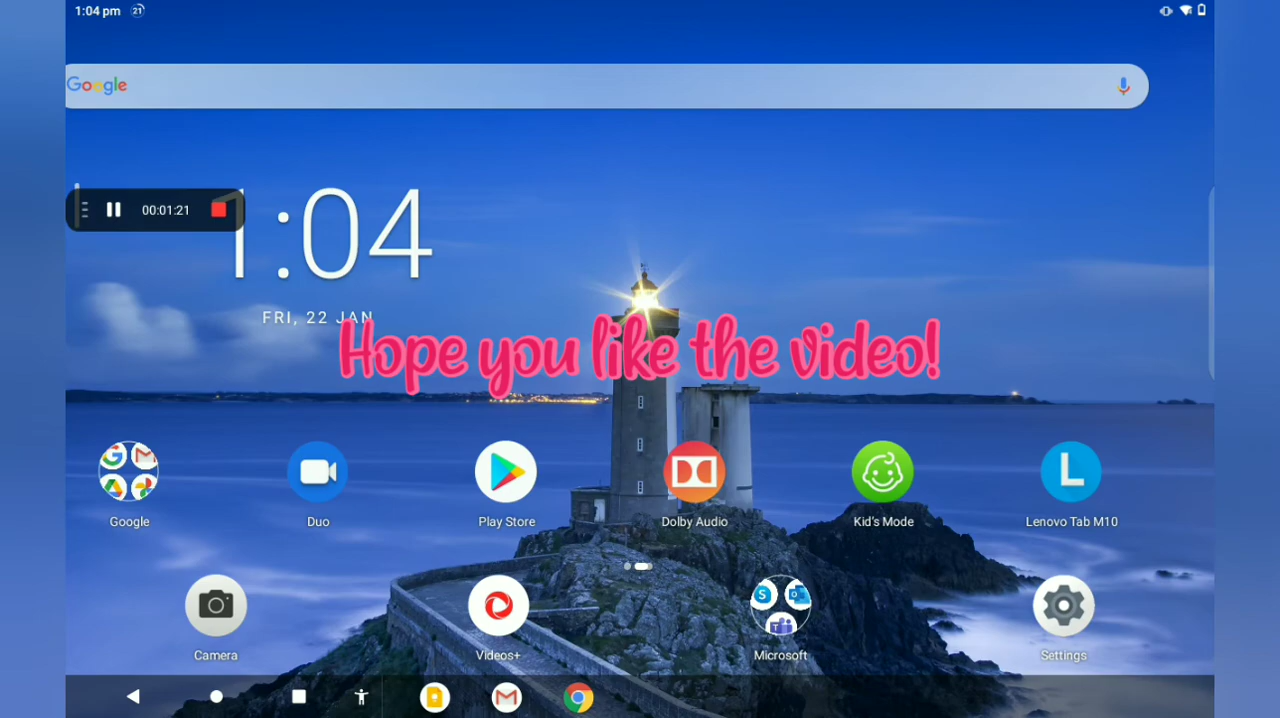 1:04 pm 21
Google
00:01:21
1:04
FRI, 22 JAN
Hope you like the video!
Google
Duo
Play Store
Dolby Audio
Kid's Mode
L
Lenovo Tab M10
Camera
Videos+
Microsoft
Settings